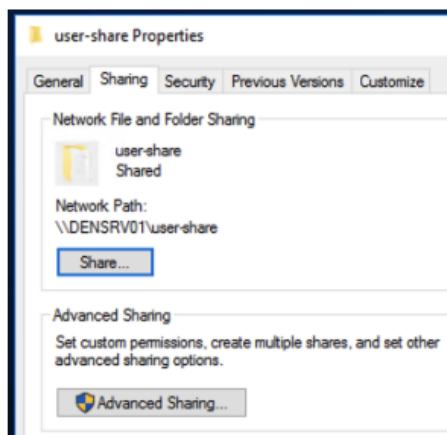 user-share Properties
General Sharing Security Previous Versions Customize
Network File and Folder Sharing
user-share
Shared
Network Path:
\\DENSRV01\user-share
Share...
Advanced Sharing
Set custom permissions, create multiple shares, and set other
advanced sharing options.
Advanced Sharing...